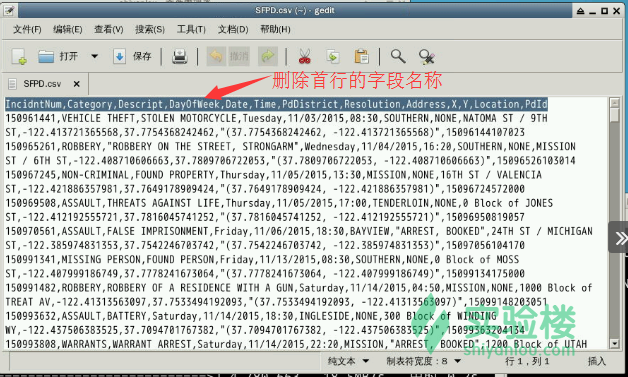 SFPD.csv (~) - gedit
文件(F) 编辑(E) 查看(V) 搜索(S) 工具(T) 文档(D) 帮助(H)
打开 保存 撤消
SFPD.csv ×
删除首行的字段名称
IncidntNum,Category,Descript,DayOfWeek,Date,Time,PdDistrict,Resolution,Address,X,Y,Location,PdId
150961441,VEHICLE THEFT,STOLEN MOTORCYCLE,Tuesday,11/03/2015,08:30,SOUTHERN,NONE,NATOMA ST / 9TH
ST,-122.413721365568,37.7754368242462,"(37.7754368242462, -122.413721365568)",15096144107023
150965261,ROBBERY,"ROBBERY ON THE STREET, STRONGARM",Wednesday,11/04/2015,16:20,SOUTHERN,NONE,MISSION
ST / 6TH ST,-122.408710606663,37.7809706722053,"(37.7809706722053, -122.408710606663)",15096526103014
150967245,NON-CRIMINAL,FOUND PROPERTY,Thursday,11/05/2015,13:30,MISSION,NONE,16TH ST / VALENCIA
ST,-122.421886357981,37.7649178909424,"(37.7649178909424, -122.421886357981)",15096724572000
150969508,ASSAULT,THREATS AGAINST LIFE,Thursday,11/05/2015,17:00,TENDERLOIN,NONE,0 Block of JONES
ST,-122.412192555721,37.7816045741252,"(37.7816045741252, -122.412192555721)",15096950819057
150970561,ASSAULT,FALSE IMPRISONMENT,Friday,11/06/2015,18:30,BAYVIEW,"ARREST, BOOKED",24TH ST / MICHIGAN
ST,-122.385974831353,37.7542246703742,"(37.7542246703742, -122.385974831353)",15097056104170
150991341,MISSING PERSON,FOUND PERSON,Friday,11/13/2015,08:30,SOUTHERN,NONE,0 Block of MOSS
ST,-122.407999186749,37.7778241673064,"(37.7778241673064, -122.407999186749)",15099134175000
150991482,ROBBERY,ROBBERY OF A RESIDENCE WITH A GUN,Saturday,11/14/2015,04:50,MISSION,NONE,1000 Block of
TREAT AV,-122.41313563097,37.7533494192093,"(37.7533494192093, -122.41313563097)",15099148203051
150993632,ASSAULT,BATTERY,Saturday,11/14/2015,18:30,INGLESIDE,NONE,300 Block of WINDING
WY,-122.437506383525,37.7094701767382,"(37.7094701767382, -122.437506383525)",15099363204134
150993808,WARRANTS,WARRANT ARREST,Saturday,11/14/2015,22:20,MISSION,"ARREST, BOOKED",1200 Block of UTAH
实验楼
shiyanlou.com
纯文本 制表符宽度：8 行 1，列 1 插入